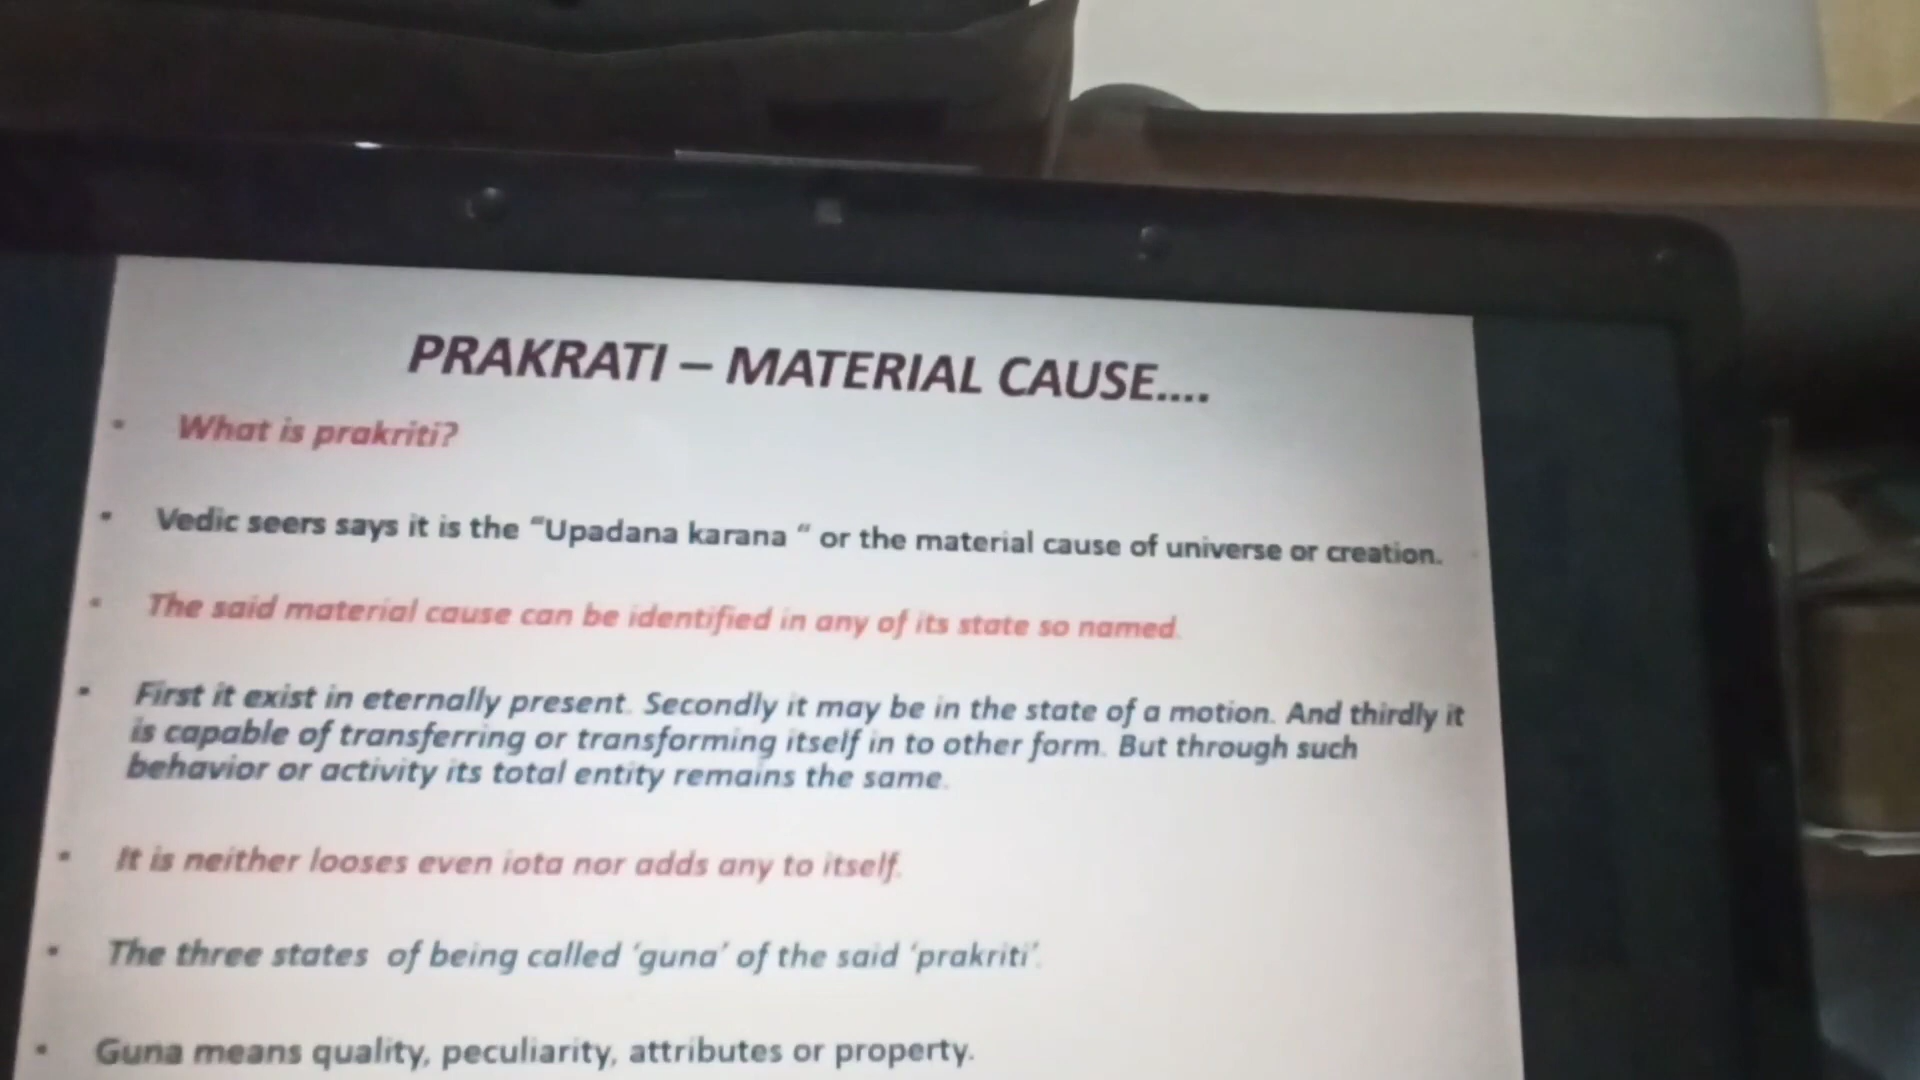 PRAKRATI – MATERIAL CAUSE....
• What is prakriti?
• Vedic seers says it is the “Upadana karana “ or the material cause of universe or creation.
• The said material cause can be identified in any of its state so named.
• First it exist in eternally present. Secondly it may be in the state of a motion. And thirdly it
is capable of transferring or transforming itself in to other form. But through such
behavior or activity its total entity remains the same.
• It is neither looses even iota nor adds any to itself.
• The three states of being called ‘guna’ of the said ‘prakriti’.
• Guna means quality, peculiarity, attributes or property.